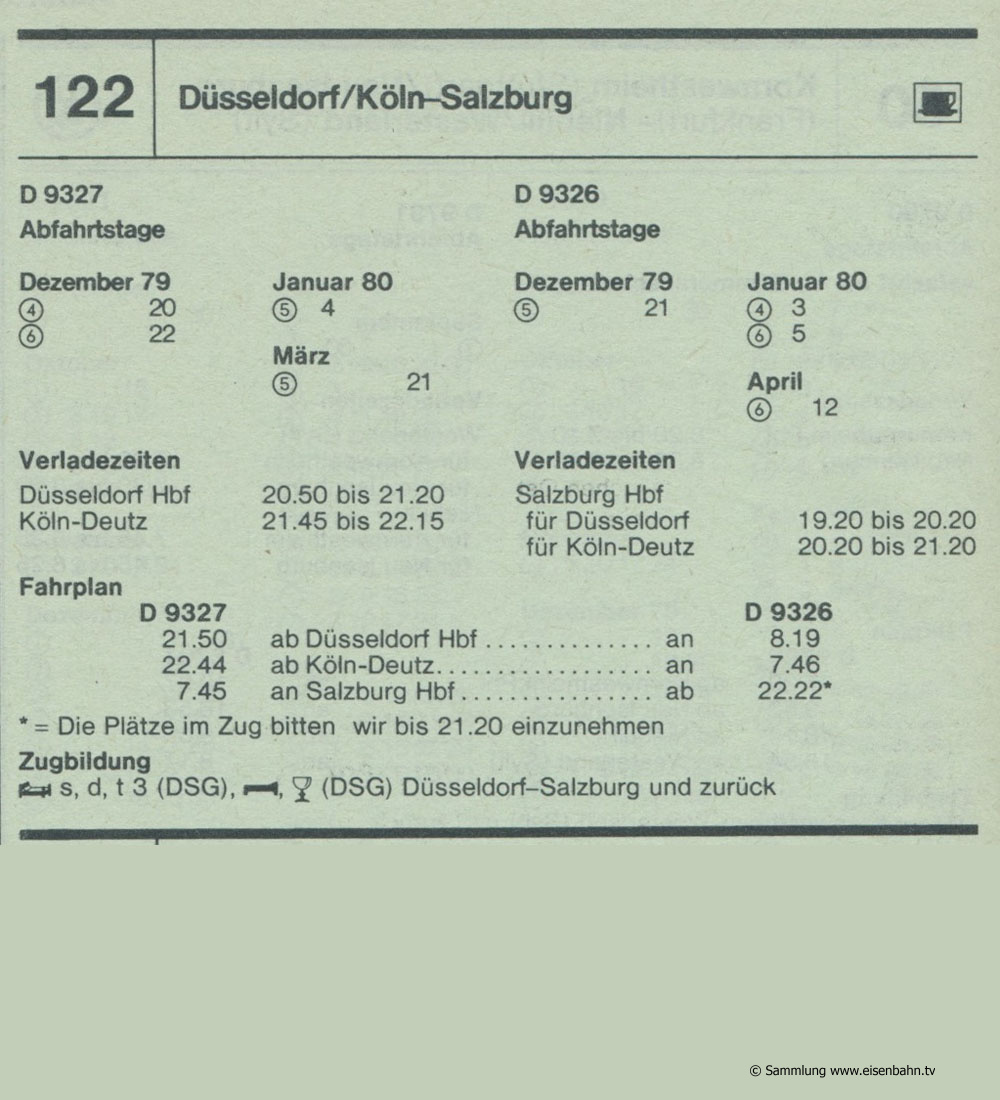 122 Düsseldorf/Köln–Salzburg
D 9327
Abfahrtstage
Dezember 79 Januar 80
④ 20 ⑤ 4
⑥ 22
März
⑤ 21
D 9326
Abfahrtstage
Dezember 79 Januar 80
⑤ 21 ④ 3
⑥ 5
April
⑥ 12
Verladezeiten
Düsseldorf Hbf 20.50 bis 21.20
Köln-Deutz 21.45 bis 22.15
Verladezeiten
Salzburg Hbf
für Düsseldorf 19.20 bis 20.20
für Köln-Deutz 20.20 bis 21.20
Fahrplan
D 9327 D 9326
21.50 ab Düsseldorf Hbf .............. an 8.19
22.44 ab Köln-Deutz.................. an 7.46
7.45 an Salzburg Hbf................ ab 22.22*
* = Die Plätze im Zug bitten wir bis 21.20 einzunehmen
Zugbildung
s, d, t 3 (DSG), , (DSG) Düsseldorf–Salzburg und zurück
© Sammlung www.eisenbahn.tv